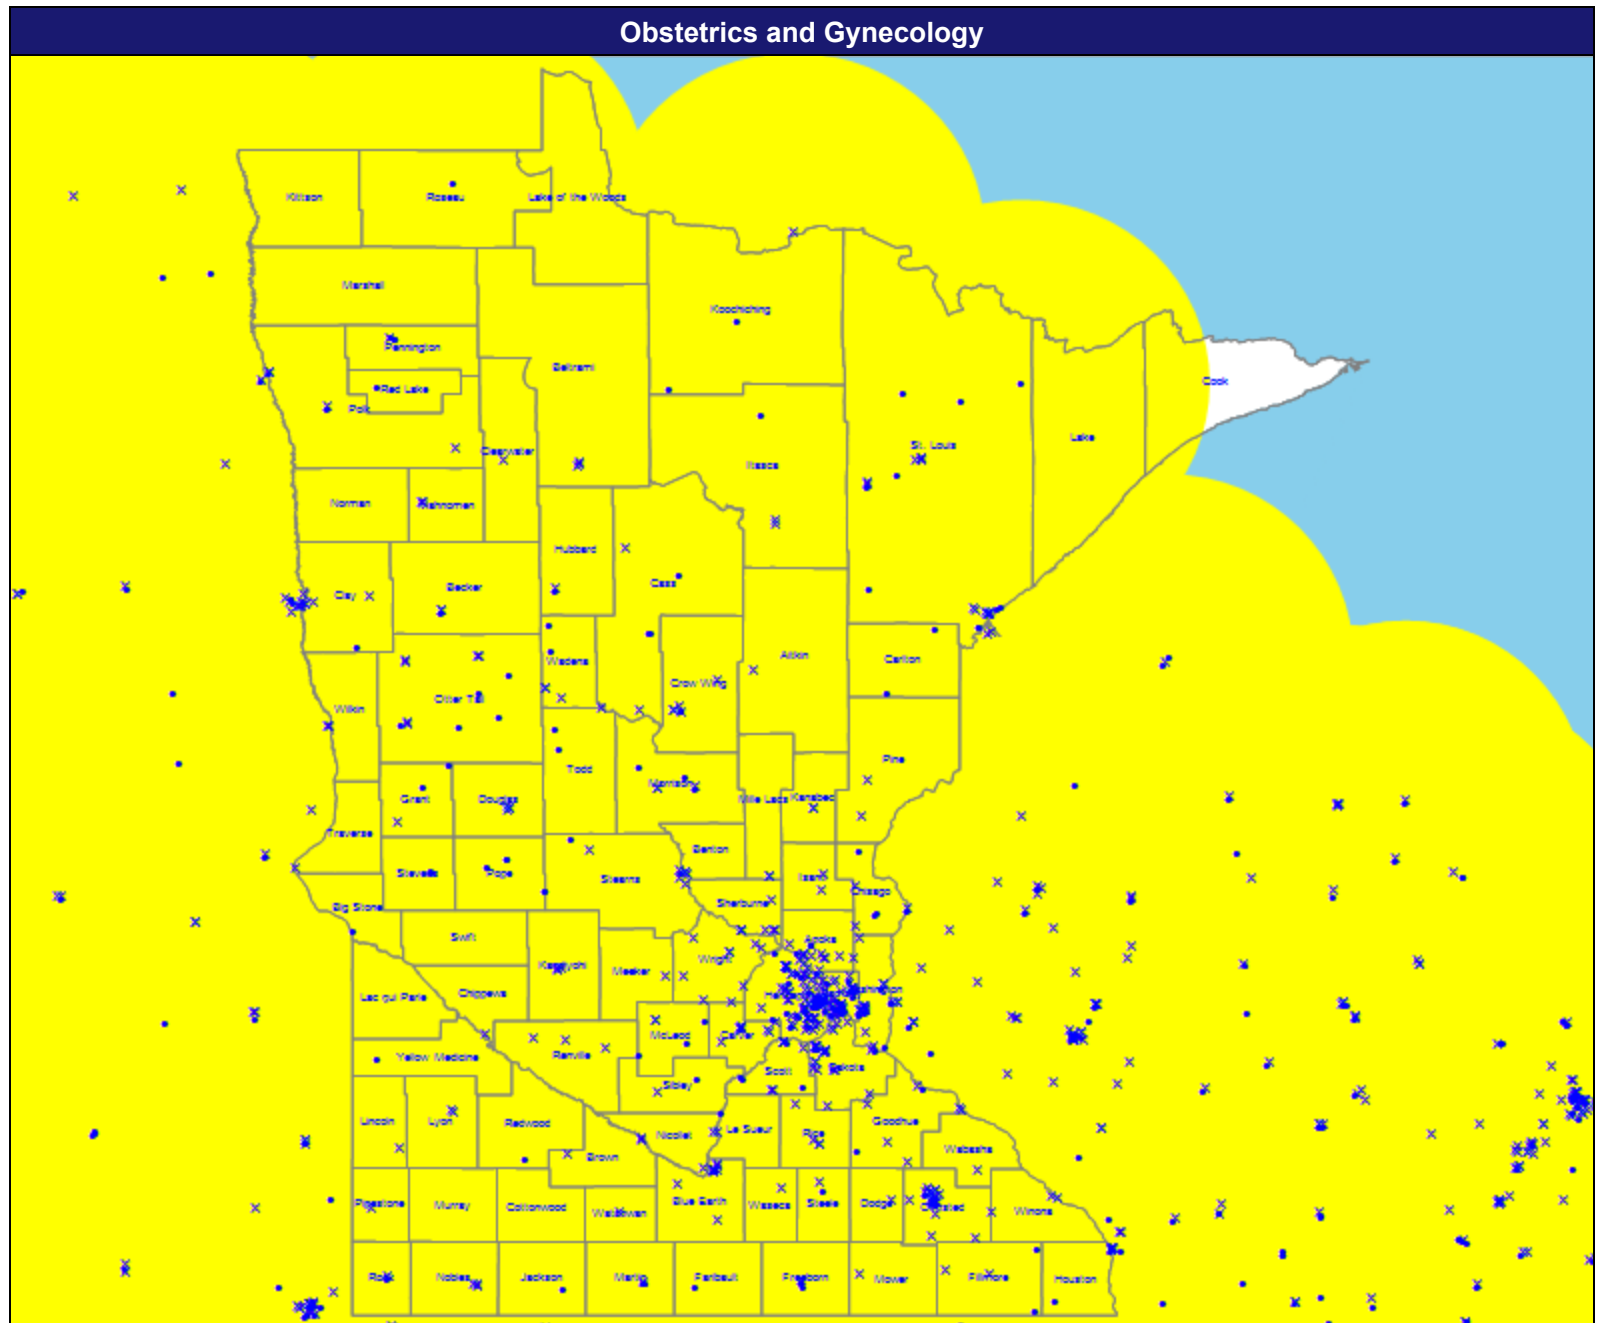 Obstetrics and Gynecology
Kittson
Roseau
Lake of the Woods
Marshall
Koochiching
Pennington
Beltrami
Red Lake
Polk
Cook
Clearwater
St. Louis
Lake
Itasca
Norman
Mahnomen
Hubbard
Clay
Becker
Cass
Wadena
Aitkin
Carlton
Crow Wing
Otter Tail
Wilkin
Pine
Todd
Morrison
Grant
Douglas
Mille Lacs
Kanabec
Traverse
Benton
Stevens
Pope
Stearns
Isanti
Chisago
Big Stone
Sherburne
Swift
Anoka
Kandiyohi
Meeker
Wright
Lac qui Parle
Chippewa
McLeod
Carver
Yellow Medicine
Renville
Scott
Dakota
Sibley
Lincoln
Lyon
Redwood
Nicollet
Le Sueur
Rice
Goodhue
Wabasha
Brown
Pipestone
Murray
Cottonwood
Watonwan
Blue Earth
Waseca
Steele
Dodge
Olmsted
Winona
Rock
Nobles
Jackson
Martin
Faribault
Freeborn
Mower
Fillmore
Houston